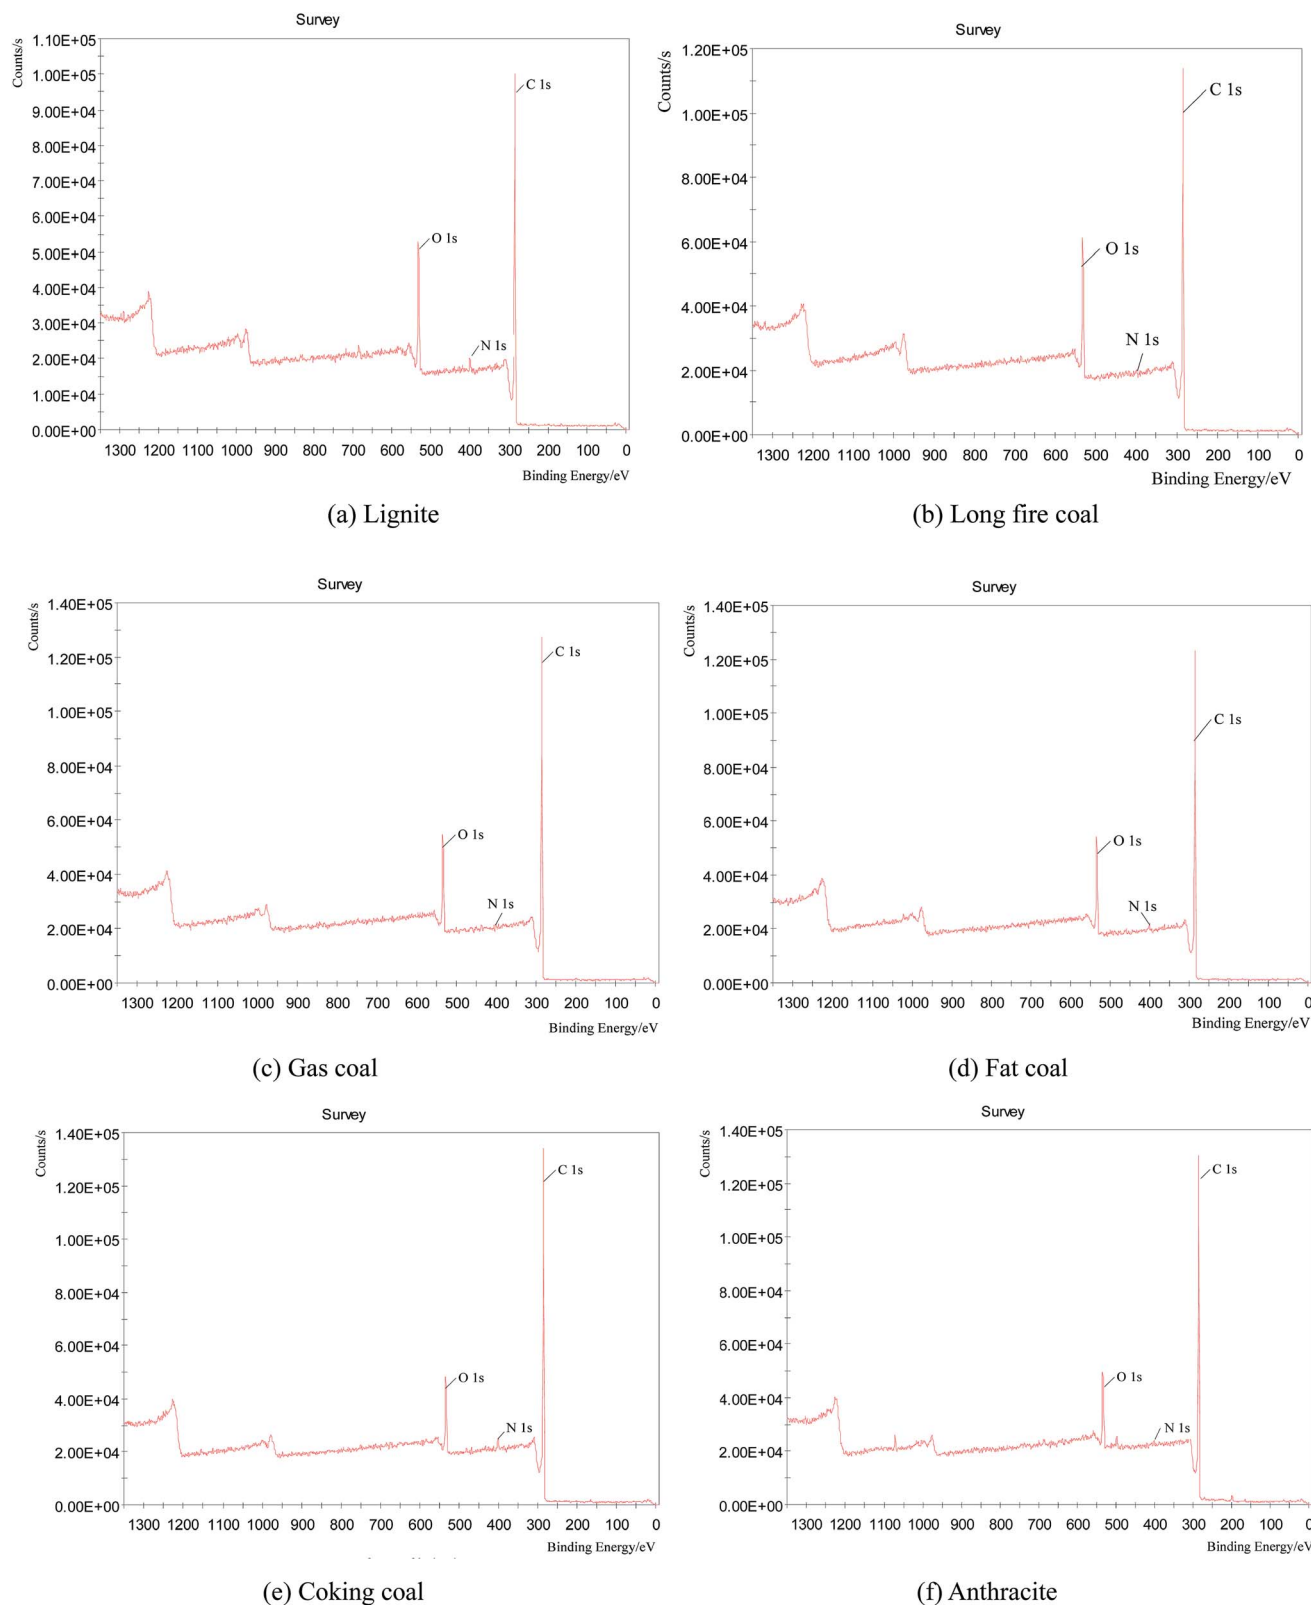 Survey
Counts/s
1.10E+05
1.00E+05
9.00E+04
8.00E+04
7.00E+04
6.00E+04
5.00E+04
4.00E+04
3.00E+04
2.00E+04
1.00E+04
0.00E+00
C 1s
O 1s
N 1s
1300 1200 1100 1000 900 800 700 600 500 400 300 200 100 0
Binding Energy/eV
(a) Lignite
Survey
Counts/s
1.20E+05
1.00E+05
8.00E+04
6.00E+04
4.00E+04
2.00E+04
0.00E+00
C 1s
O 1s
N 1s
1300 1200 1100 1000 900 800 700 600 500 400 300 200 100 0
Binding Energy/eV
(b) Long fire coal
Survey
Counts/s
1.40E+05
1.20E+05
1.00E+05
8.00E+04
6.00E+04
4.00E+04
2.00E+04
0.00E+00
C 1s
O 1s
N 1s
1300 1200 1100 1000 900 800 700 600 500 400 300 200 100 0
Binding Energy/eV
(c) Gas coal
Survey
Counts/s
1.40E+05
1.20E+05
1.00E+05
8.00E+04
6.00E+04
4.00E+04
2.00E+04
0.00E+00
C 1s
O 1s
N 1s
1300 1200 1100 1000 900 800 700 600 500 400 300 200 100 0
Binding Energy/eV
(d) Fat coal
Survey
Counts/s
1.40E+05
1.20E+05
1.00E+05
8.00E+04
6.00E+04
4.00E+04
2.00E+04
0.00E+00
C 1s
O 1s
N 1s
1300 1200 1100 1000 900 800 700 600 500 400 300 200 100 0
Binding Energy/eV
(e) Coking coal
Survey
Counts/s
1.40E+05
1.20E+05
1.00E+05
8.00E+04
6.00E+04
4.00E+04
2.00E+04
0.00E+00
C 1s
O 1s
N 1s
1300 1200 1100 1000 900 800 700 600 500 400 300 200 100 0
Binding Energy/eV
(f) Anthracite